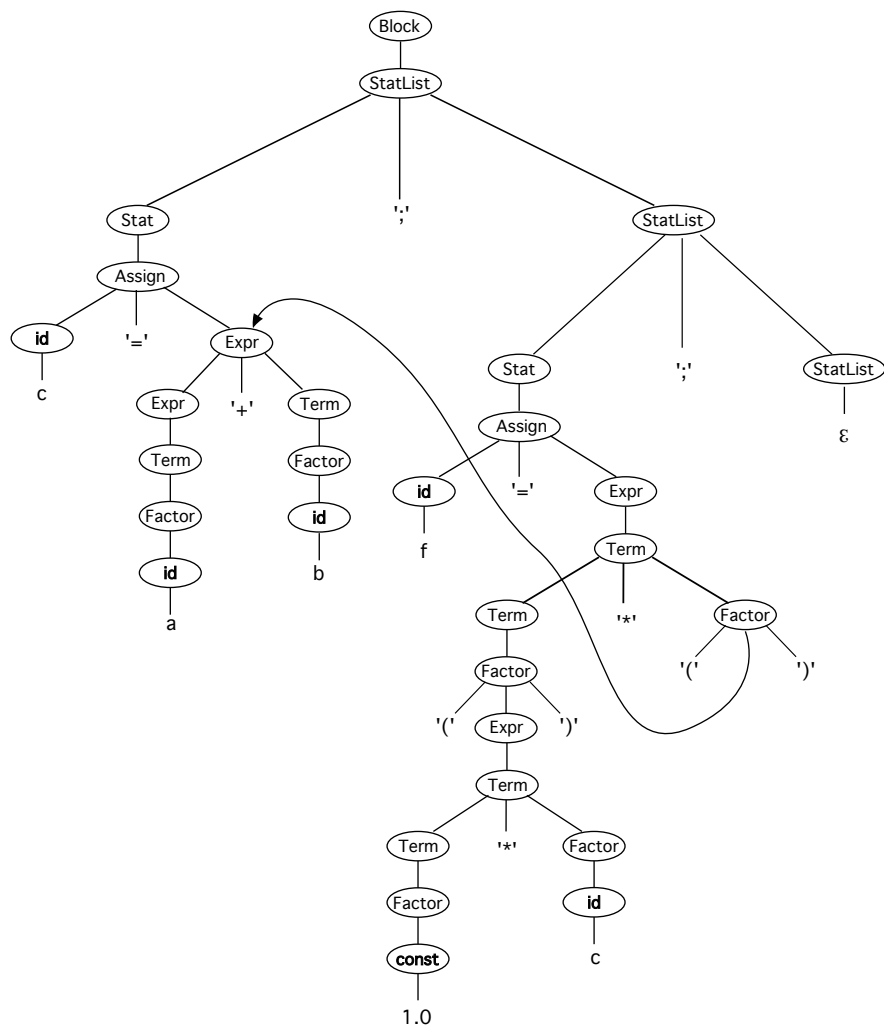 Block
StatList
Stat ';' StatList
Assign
id '=' Expr
c
Expr '+' Term
Term Factor
Factor id
id b
a
Stat ';' StatList
Assign ε
id '=' Expr
f Term
Term '*' Factor
'(' ')'
Factor
'(' Expr ')'
Term
Term '*' Factor
Factor id
const c
1.0